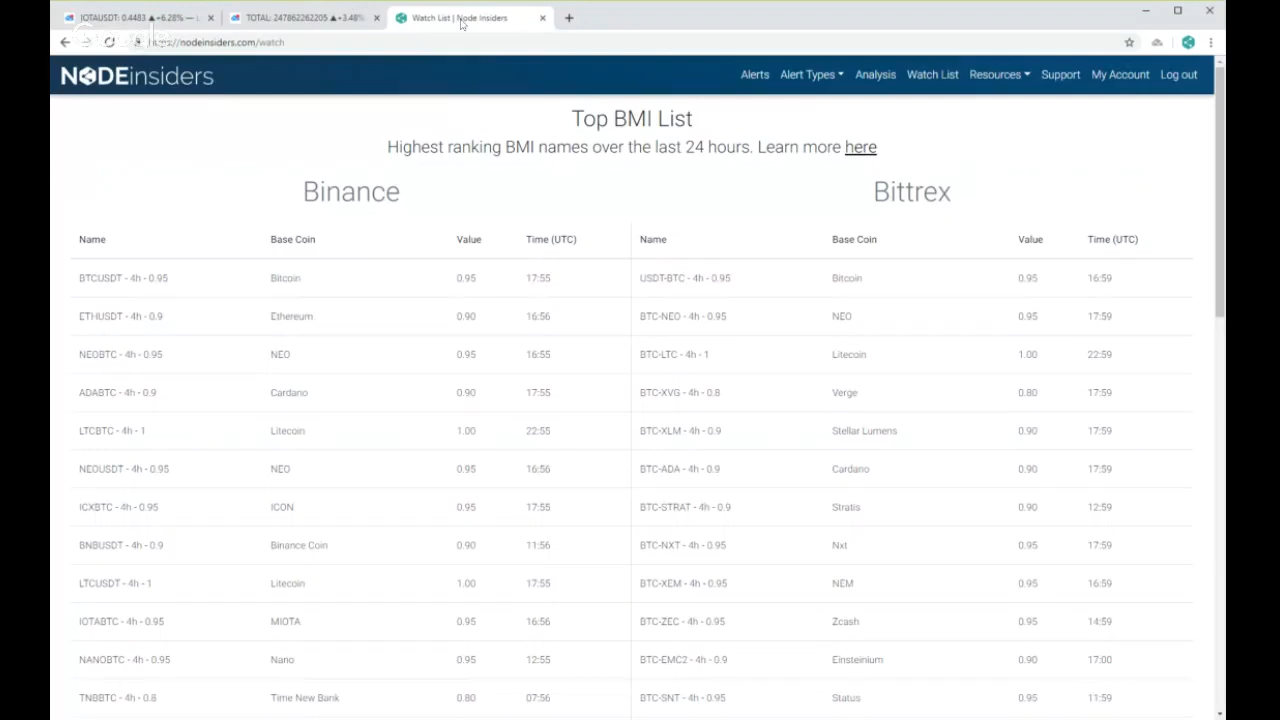 IOTAUSDT: 0.4483 ▲+6.28% —
TOTAL: 247862262205 ▲+3.48%
Watch List | Node Insiders
nodeinsiders.com/watch
NODEinsiders
Alerts
Alert Types
Analysis
Watch List
Resources
Support
My Account
Log out
Top BMI List
Highest ranking BMI names over the last 24 hours. Learn more here
Binance
Bittrex
Name Base Coin Value Time (UTC) Name Base Coin Value Time (UTC)
BTCUSDT - 4h - 0.95 Bitcoin 0.95 17:55 USDT-BTC - 4h - 0.95 Bitcoin 0.95 16:59
ETHUSDT - 4h - 0.9 Ethereum 0.90 16:56 BTC-NEO - 4h - 0.95 NEO 0.95 17:59
NEOBTC - 4h - 0.95 NEO 0.95 16:55 BTC-LTC - 4h - 1 Litecoin 1.00 22:59
ADABTC - 4h - 0.9 Cardano 0.90 17:55 BTC-XVG - 4h - 0.8 Verge 0.80 17:59
LTCBTC - 4h - 1 Litecoin 1.00 22:55 BTC-XLM - 4h - 0.9 Stellar Lumens 0.90 17:59
NEOUSDT - 4h - 0.95 NEO 0.95 16:56 BTC-ADA - 4h - 0.9 Cardano 0.90 17:59
ICXBTC - 4h - 0.95 ICON 0.95 17:55 BTC-STRAT - 4h - 0.9 Stratis 0.90 12:59
BNBUSDT - 4h - 0.9 Binance Coin 0.90 11:56 BTC-NXT - 4h - 0.95 Nxt 0.95 17:59
LTCUSDT - 4h - 1 Litecoin 1.00 17:55 BTC-XEM - 4h - 0.95 NEM 0.95 16:59
IOTABTC - 4h - 0.95 MIOTA 0.95 16:56 BTC-ZEC - 4h - 0.95 Zcash 0.95 14:59
NANOBTC - 4h - 0.95 Nano 0.95 12:55 BTC-EMC2 - 4h - 0.9 Einsteinium 0.90 17:00
TNBBTC - 4h - 0.8 Time New Bank 0.80 07:56 BTC-SNT - 4h - 0.95 Status 0.95 11:59